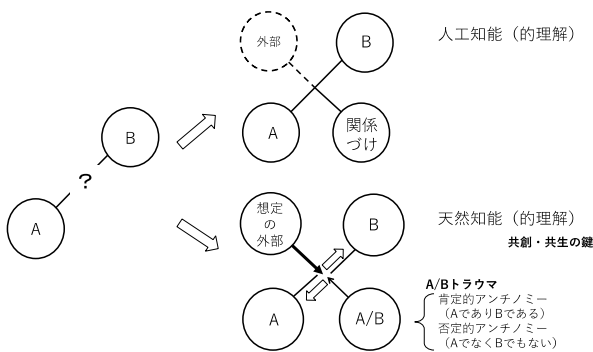 外部
B
人工知能（的理解）
A
関係
づけ
B
?
A
想定
の
外部
B
天然知能（的理解）
共創・共生の鍵
A
A/B
A/Bトラウマ
肯定的アンチノミー
（AでありBである）
否定的アンチノミー
（AでなくBでもない）